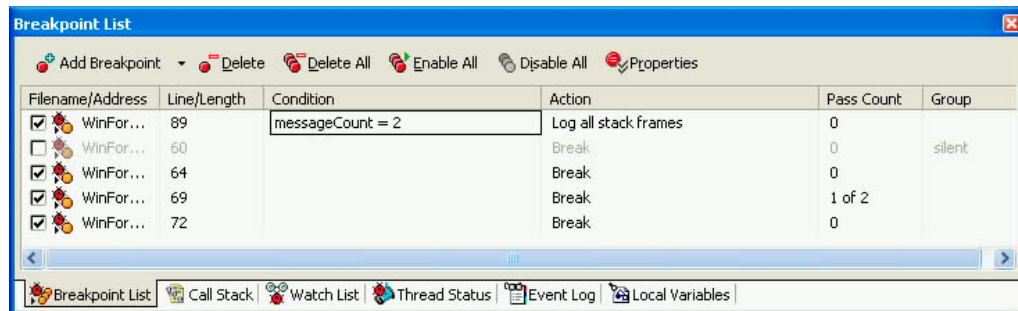 Breakpoint List
Add Breakpoint Delete Delete All Enable All Disable All Properties
Filename/Address Line/Length Condition Action Pass Count Group
WinFor... 89 messageCount = 2 Log all stack frames 0
WinFor... 60 Break 0 silent
WinFor... 64 Break 0
WinFor... 69 Break 1 of 2
WinFor... 72 Break 0
Breakpoint List Call Stack Watch List Thread Status Event Log Local Variables